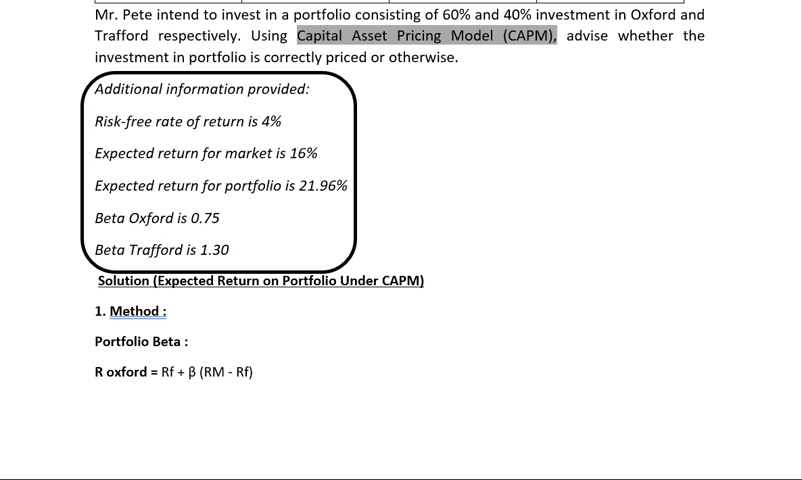 Mr. Pete intend to invest in a portfolio consisting of 60% and 40% investment in Oxford and
Trafford respectively. Using Capital Asset Pricing Model (CAPM), advise whether the
investment in portfolio is correctly priced or otherwise.
Additional information provided:
Risk-free rate of return is 4%
Expected return for market is 16%
Expected return for portfolio is 21.96%
Beta Oxford is 0.75
Beta Trafford is 1.30
Solution (Expected Return on Portfolio Under CAPM)
1. Method :
Portfolio Beta :
R oxford = Rf + β (RM - Rf)